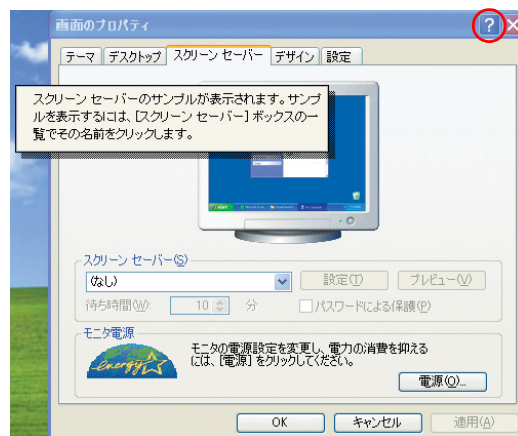 画面のプロパティ
?
テーマ デスクトップ スクリーン セーバー デザイン 設定
スクリーン セーバーのサンプルが表示されます。サンプ
ルを表示するには、[スクリーン セーバー] ボックスの一
覧でその名前をクリックします。
スクリーン セーバー(S)
(なし) 設定(T) プレビュー(V)
待ち時間(W): 10 分 パスワードによる保護(P)
モニタ電源
モニタの電源設定を変更し、電力の消費を抑える
には、[電源] をクリックしてください。
energy
電源(O)...
OK キャンセル 適用(A)